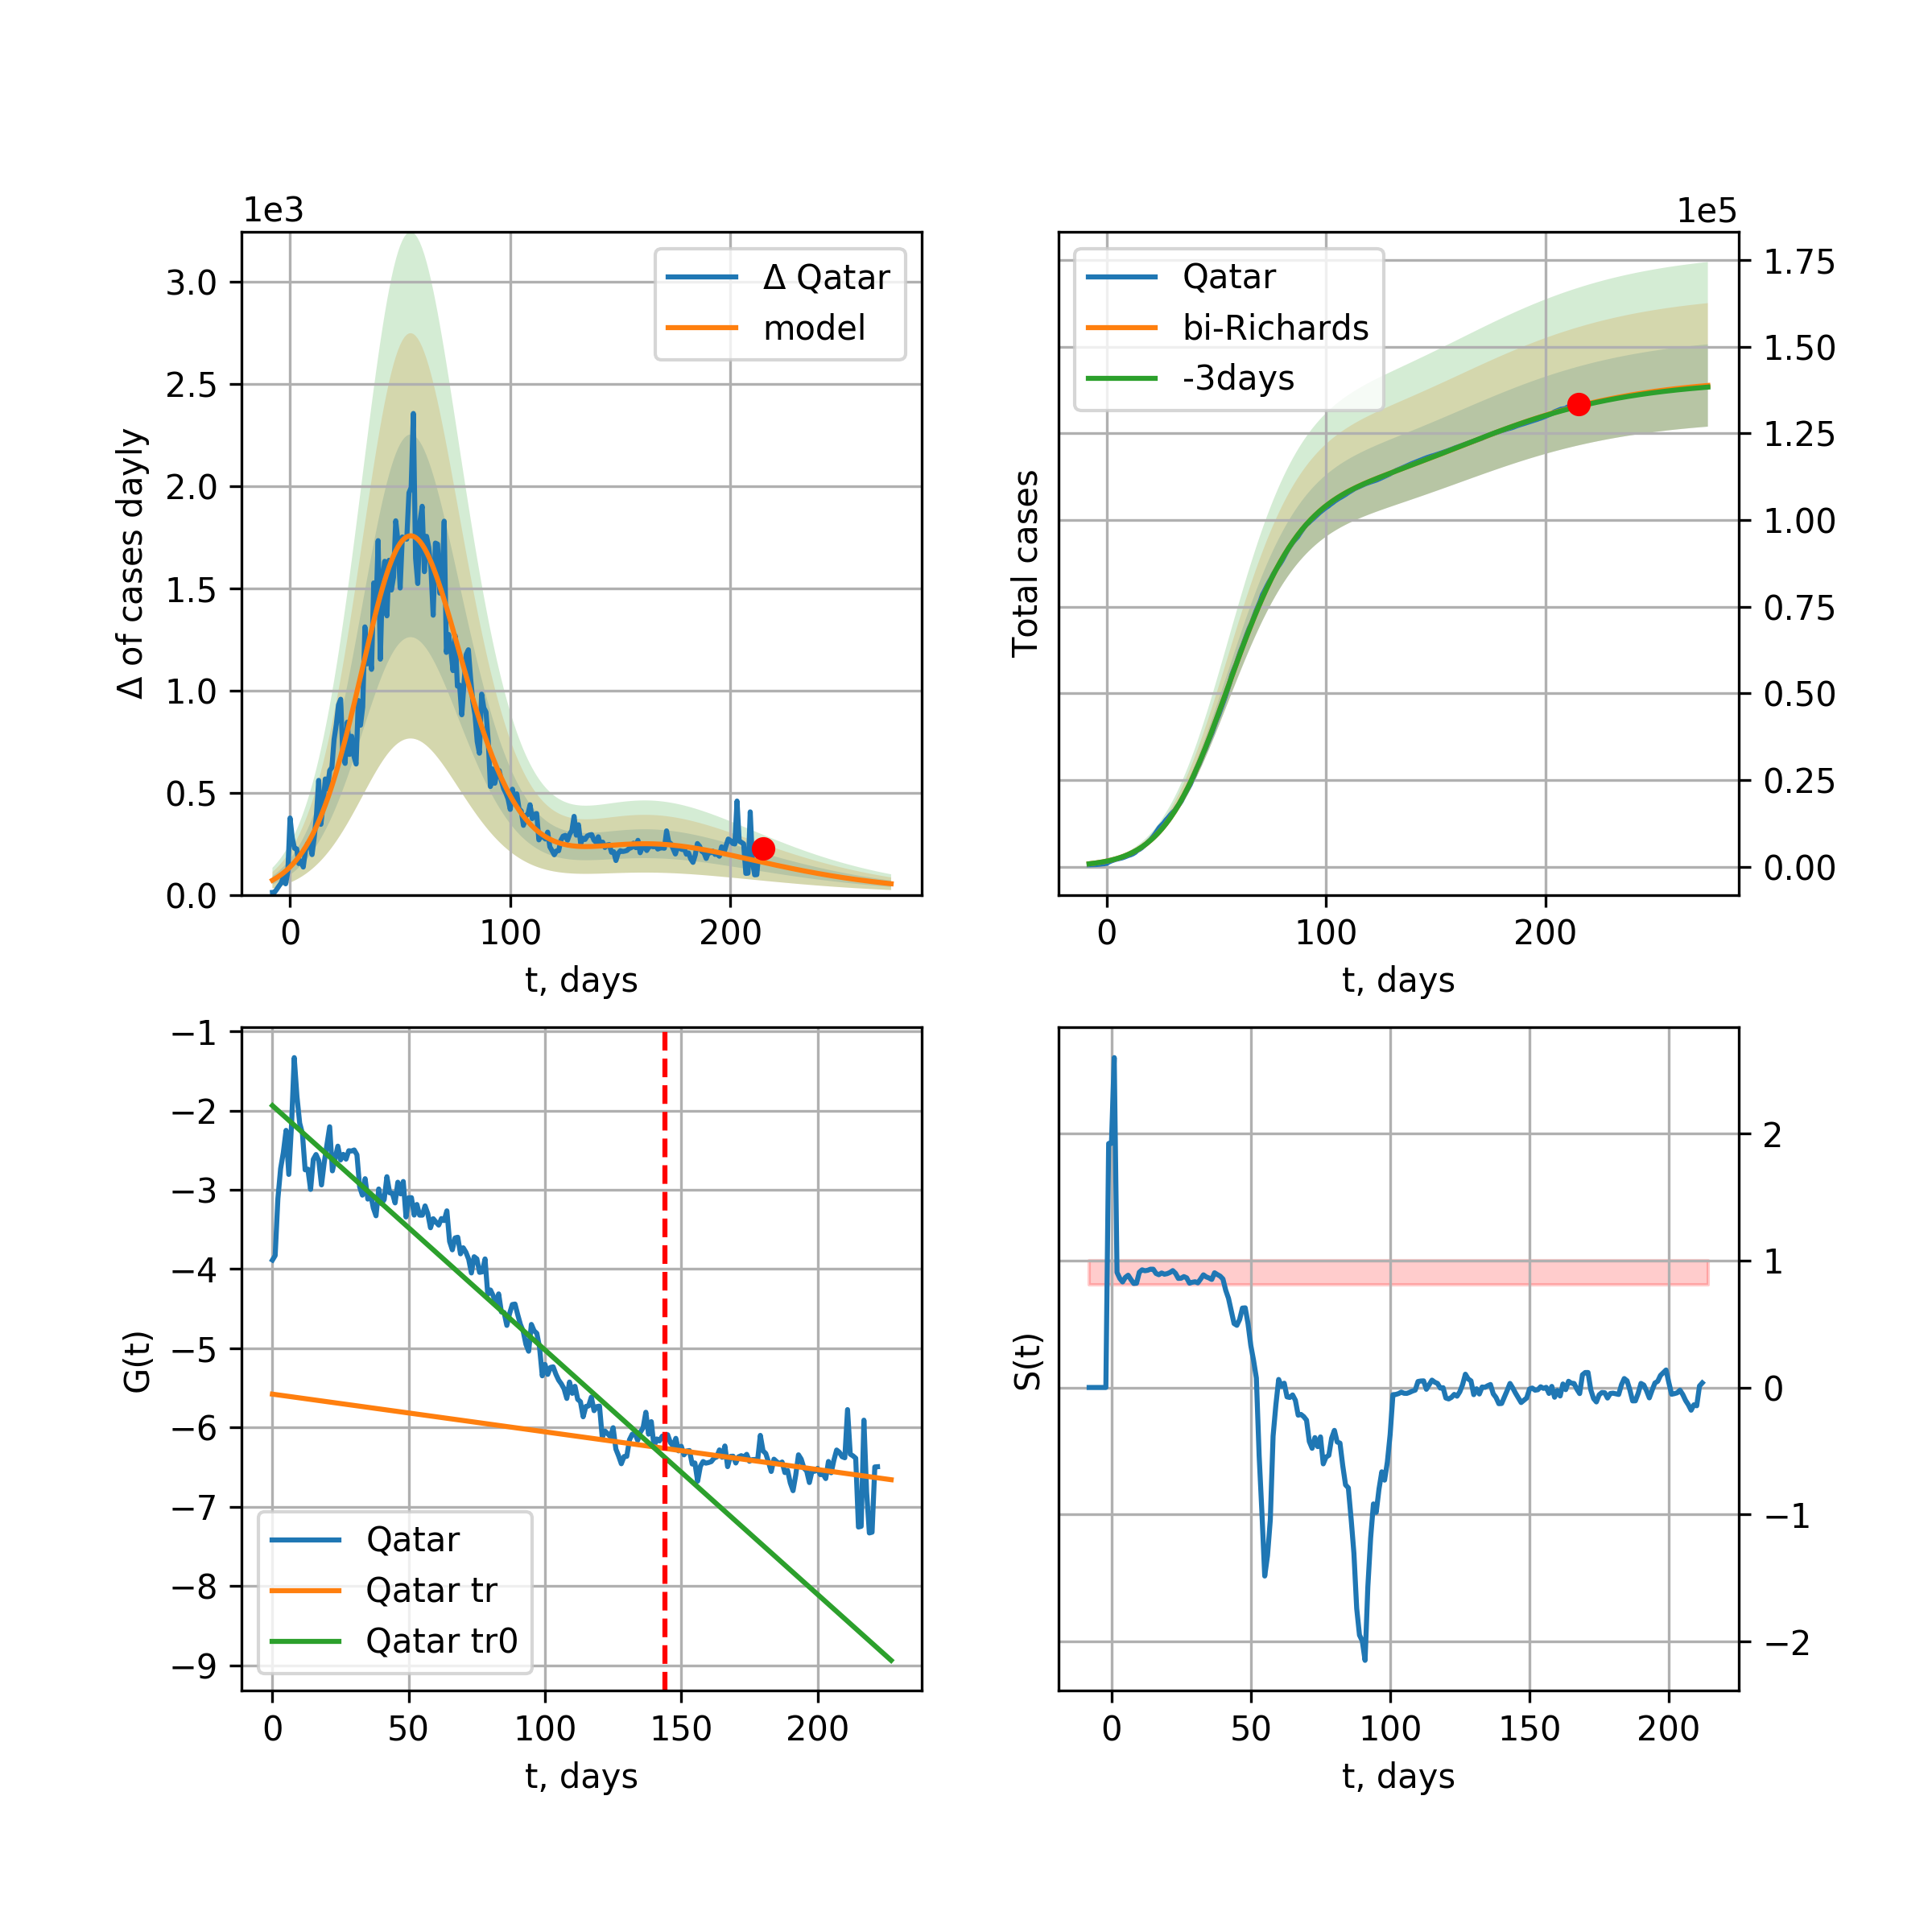 1e3
Δ of cases dayly
3.0
2.5
2.0
1.5
1.0
0.5
0.0
0 100 200
t, days
Δ Qatar
model
1e5
Total cases
1.75
1.50
1.25
1.00
0.75
0.50
0.25
0.00
0 100 200
t, days
Qatar
bi-Richards
-3days
G(t)
−1
−2
−3
−4
−5
−6
−7
−8
−9
0 50 100 150 200
t, days
Qatar
Qatar tr
Qatar tr0
S(t)
2
1
0
−1
−2
0 50 100 150 200
t, days